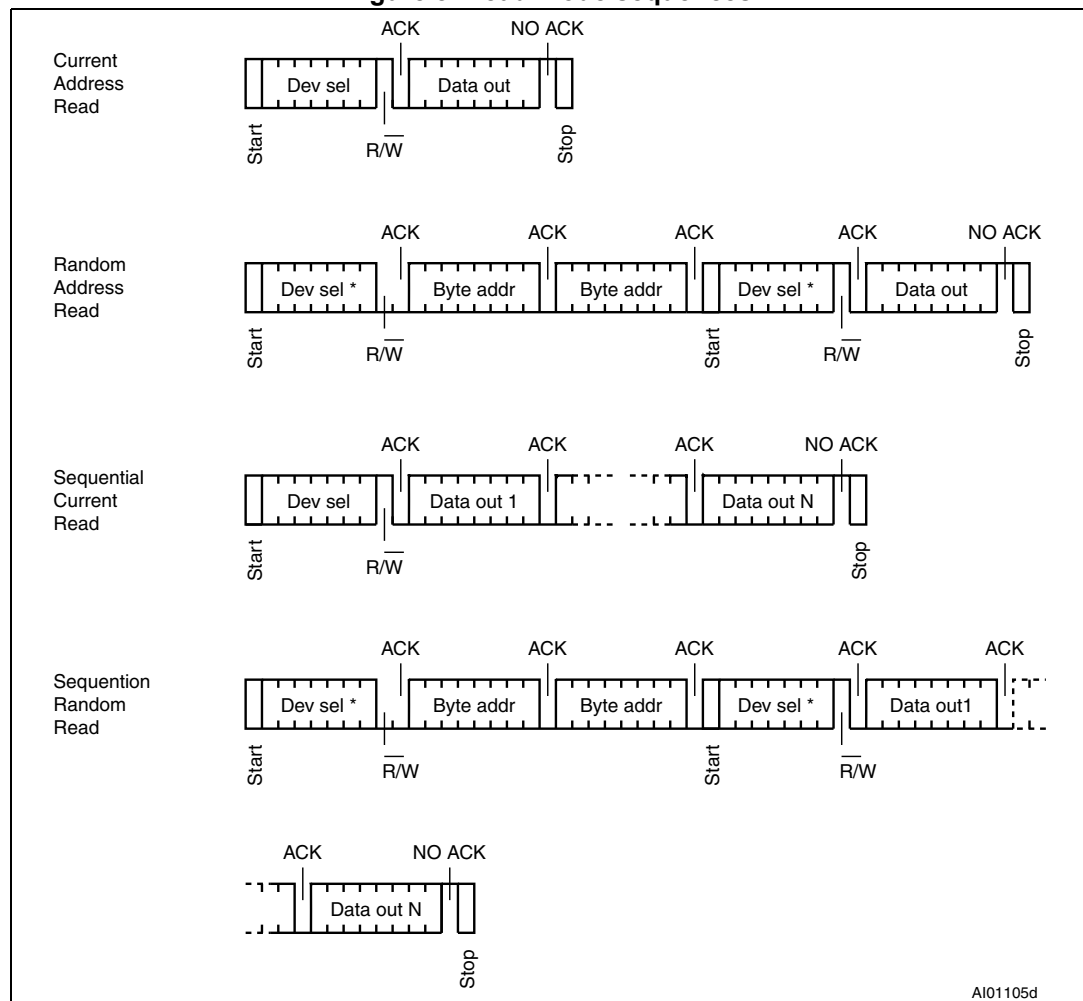 ACK NO ACK
Current
Address
Read
Dev sel Data out
Start R/W Stop
ACK ACK ACK ACK NO ACK
Random
Address
Read
Dev sel * Byte addr Byte addr Dev sel * Data out
Start R/W Start R/W Stop
ACK ACK ACK NO ACK
Sequential
Current
Read
Dev sel Data out 1 Data out N
Start R/W Stop
ACK ACK ACK ACK ACK
Sequention
Random
Read
Dev sel * Byte addr Byte addr Dev sel * Data out1
Start R/W Start R/W
ACK NO ACK
Data out N
Stop
AI01105d